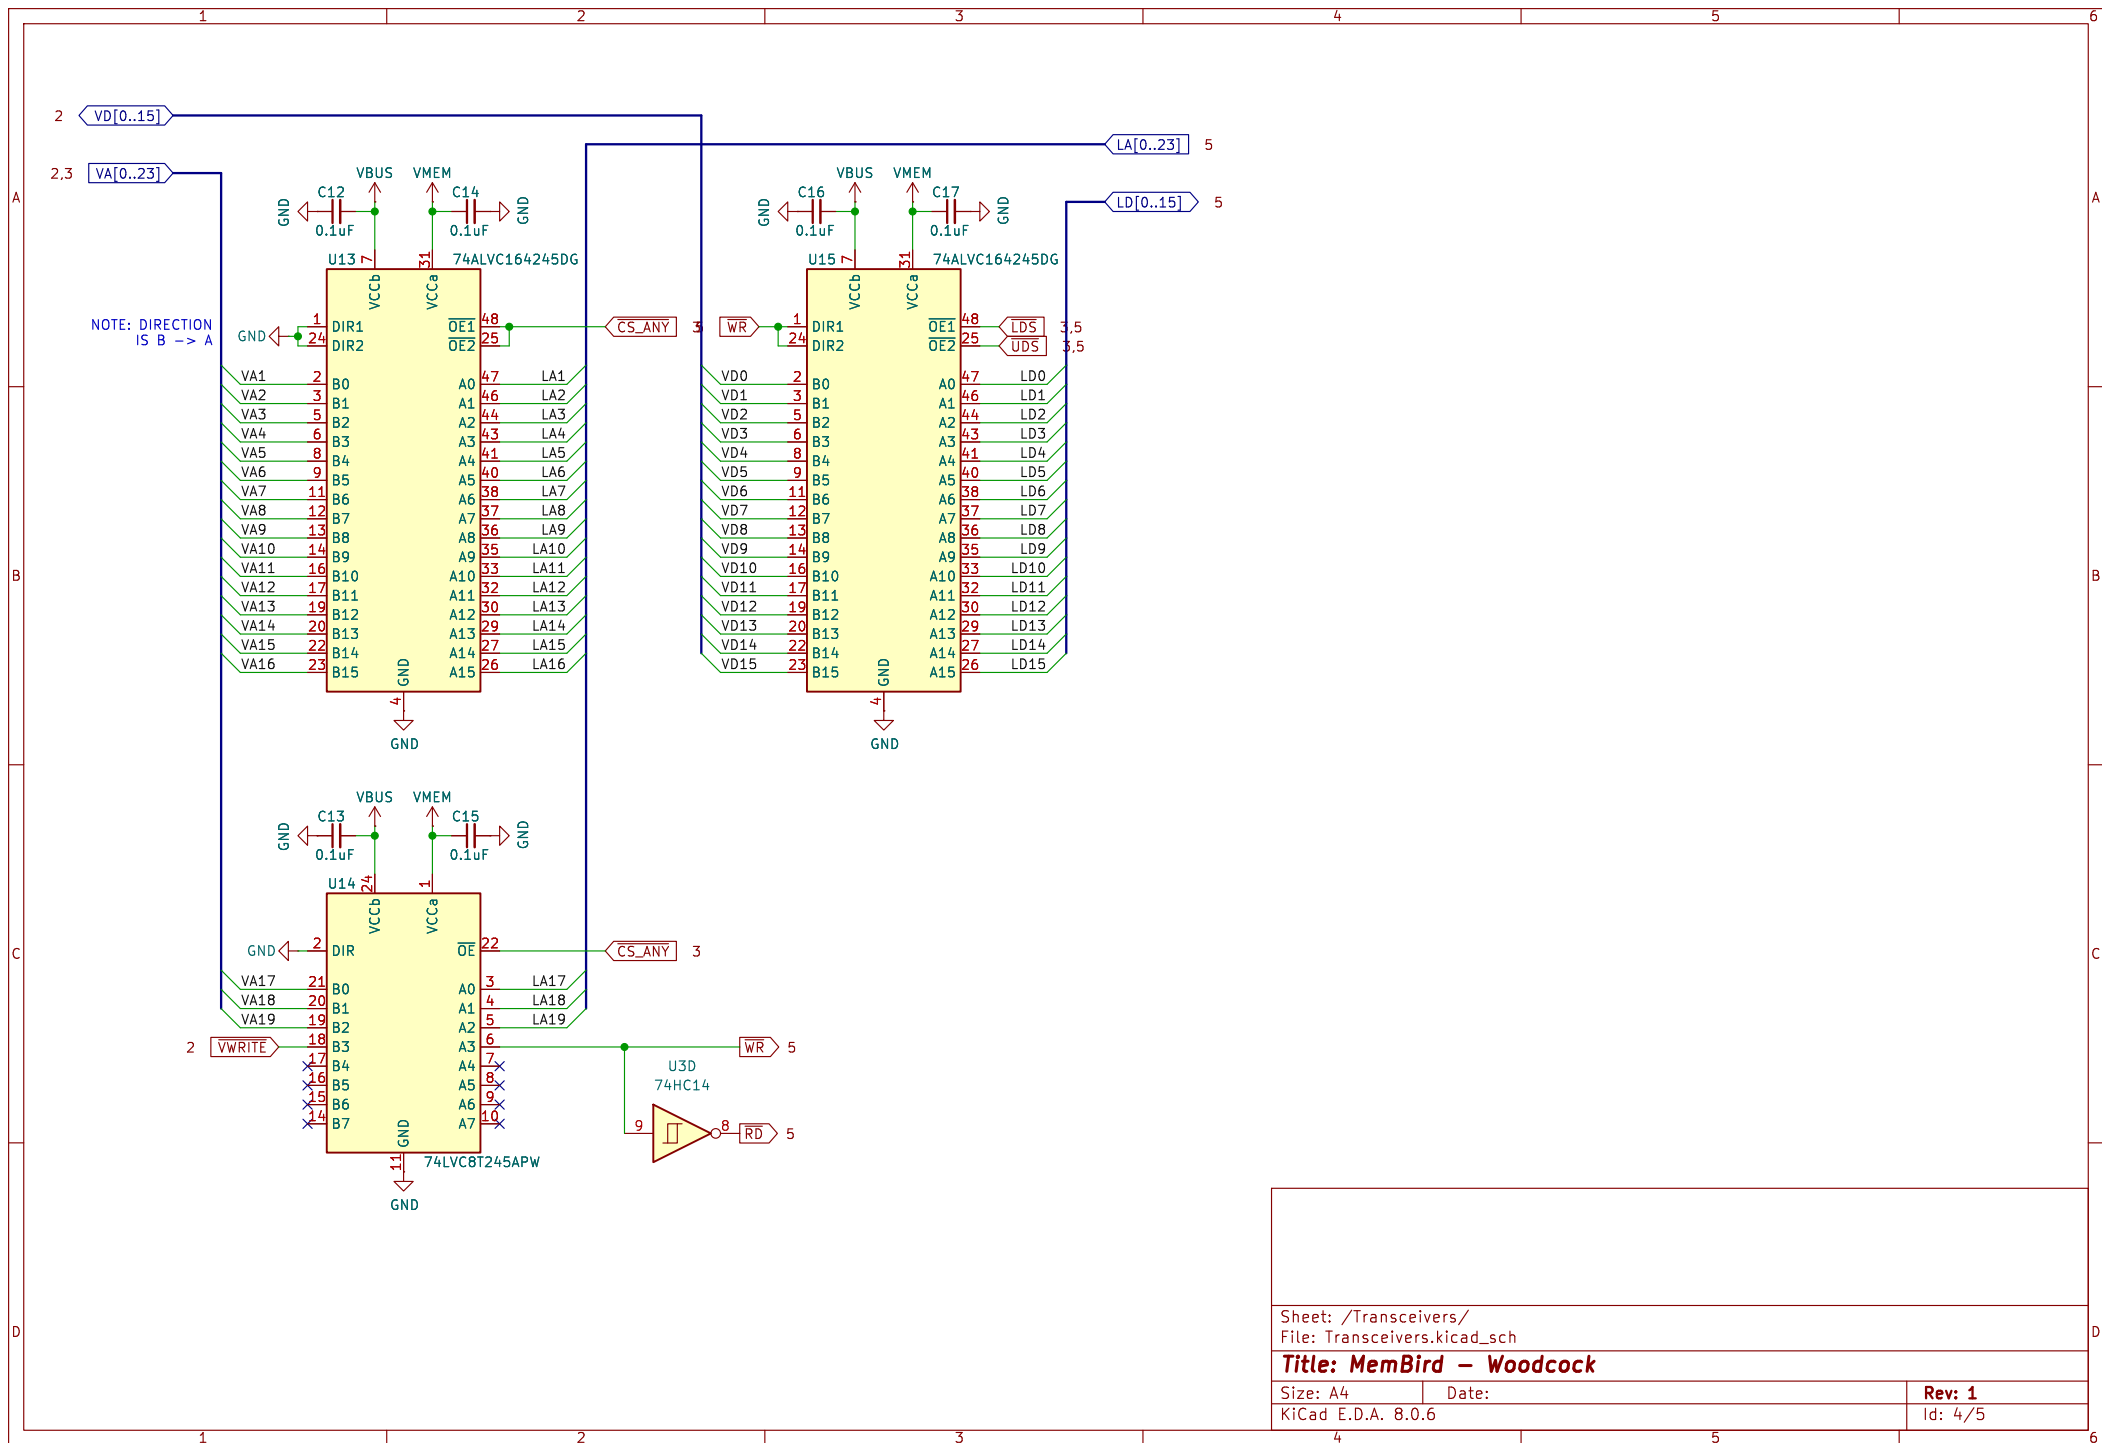 1 2 3 4 5 6
2 VD[0..15]
LA[0..23] 5
2,3 VA[0..23]
LD[0..15] 5
A A
B B
C C
D D
VBUS VMEM
GND C12 0.1uF
C14 0.1uF GND
U13 74ALVC164245DG
7 31
VCCb VCCa
NOTE: DIRECTION
IS B -> A
GND
1 DIR1 OE1 48 CS_ANY
24 DIR2 OE2 25
VA1 2 B0 A0 47 LA1
VA2 3 B1 A1 46 LA2
VA3 5 B2 A2 44 LA3
VA4 6 B3 A3 43 LA4
VA5 8 B4 A4 41 LA5
VA6 9 B5 A5 40 LA6
VA7 11 B6 A6 38 LA7
VA8 12 B7 A7 37 LA8
VA9 13 B8 A8 36 LA9
VA10 14 B9 A9 35 LA10
VA11 16 B10 A10 33 LA11
VA12 17 B11 A11 32 LA12
VA13 19 B12 A12 30 LA13
VA14 20 B13 A13 29 LA14
VA15 22 B14 A14 27 LA15
VA16 23 B15 A15 26 LA16
GND
4
GND
VBUS VMEM
GND C16 0.1uF
C17 0.1uF GND
U15 74ALVC164245DG
7 31
VCCb VCCa
WR 1 DIR1 OE1 48 LDS 3,5
24 DIR2 OE2 25 UDS 3,5
VD0 2 B0 A0 47 LD0
VD1 3 B1 A1 46 LD1
VD2 5 B2 A2 44 LD2
VD3 6 B3 A3 43 LD3
VD4 8 B4 A4 41 LD4
VD5 9 B5 A5 40 LD5
VD6 11 B6 A6 38 LD6
VD7 12 B7 A7 37 LD7
VD8 13 B8 A8 36 LD8
VD9 14 B9 A9 35 LD9
VD10 16 B10 A10 33 LD10
VD11 17 B11 A11 32 LD11
VD12 19 B12 A12 30 LD12
VD13 20 B13 A13 29 LD13
VD14 22 B14 A14 27 LD14
VD15 23 B15 A15 26 LD15
GND
4
GND
VBUS VMEM
GND C13 0.1uF
C15 0.1uF GND
U14
24 1
VCCb VCCa
GND 2 DIR OE 22 CS_ANY 3
VA17 21 B0 A0 3 LA17
VA18 20 B1 A1 4 LA18
VA19 19 B2 A2 5 LA19
2 VWRITE 18 B3 A3 6 WR 5
17 B4 A4 7
16 B5 A5 8
15 B6 A6 9
14 B7 A7 10
GND
11
74LVC8T245APW
GND
U3D
74HC14
9 8 RD 5
Sheet: /Transceivers/
File: Transceivers.kicad_sch
Title: MemBird - Woodcock
Size: A4 Date: Rev: 1
KiCad E.D.A. 8.0.6 Id: 4/5
1 2 3 4 5 6